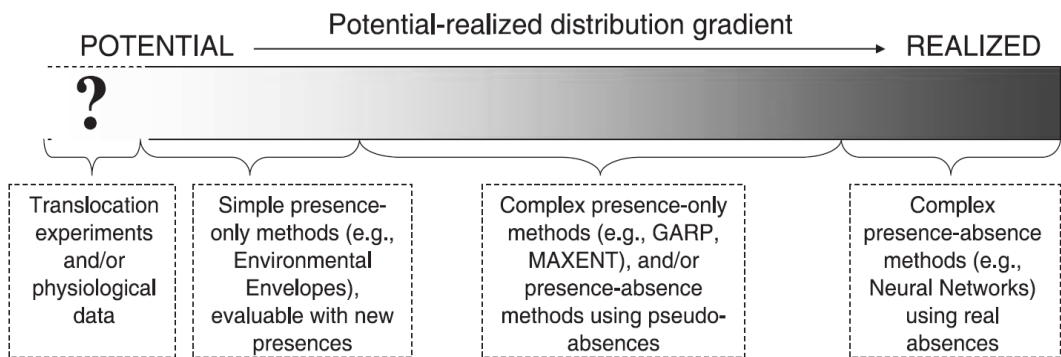 Potential-realized distribution gradient
POTENTIAL
REALIZED
?
Translocation
experiments
and/or
physiological
data
Simple presence-
only methods (e.g.,
Environmental
Envelopes),
evaluable with new
presences
Complex presence-only
methods (e.g., GARP,
MAXENT), and/or
presence-absence
methods using pseudo-
absences
Complex
presence-absence
methods (e.g.,
Neural Networks)
using real
absences